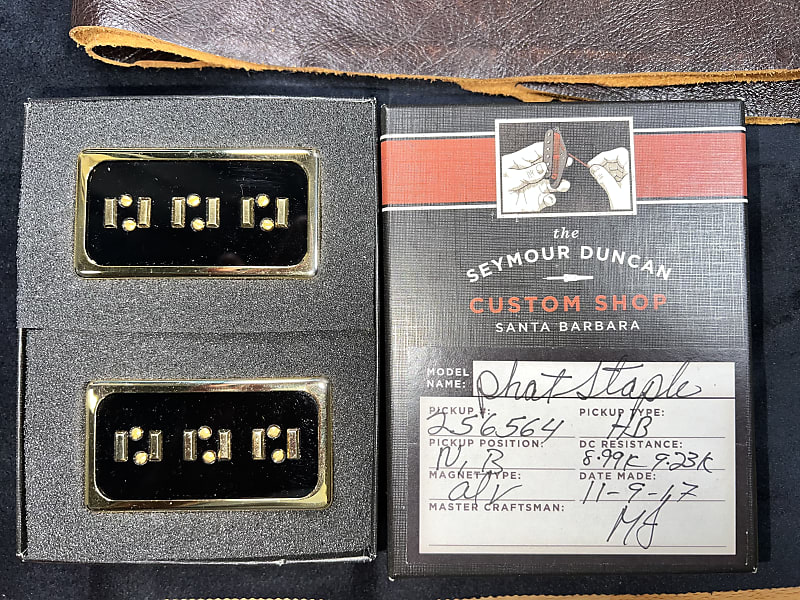 the
SEYMOUR DUNCAN
CUSTOM SHOP
SANTA BARBARA
MODEL NAME: phat Staple
PICKUP #: 256564
PICKUP TYPE: HB
PICKUP POSITION: N, B
DC RESISTANCE: 8.99K 9.23K
MAGNET TYPE:
DATE MADE: 11-9-17
MASTER CRAFTSMAN: MJ